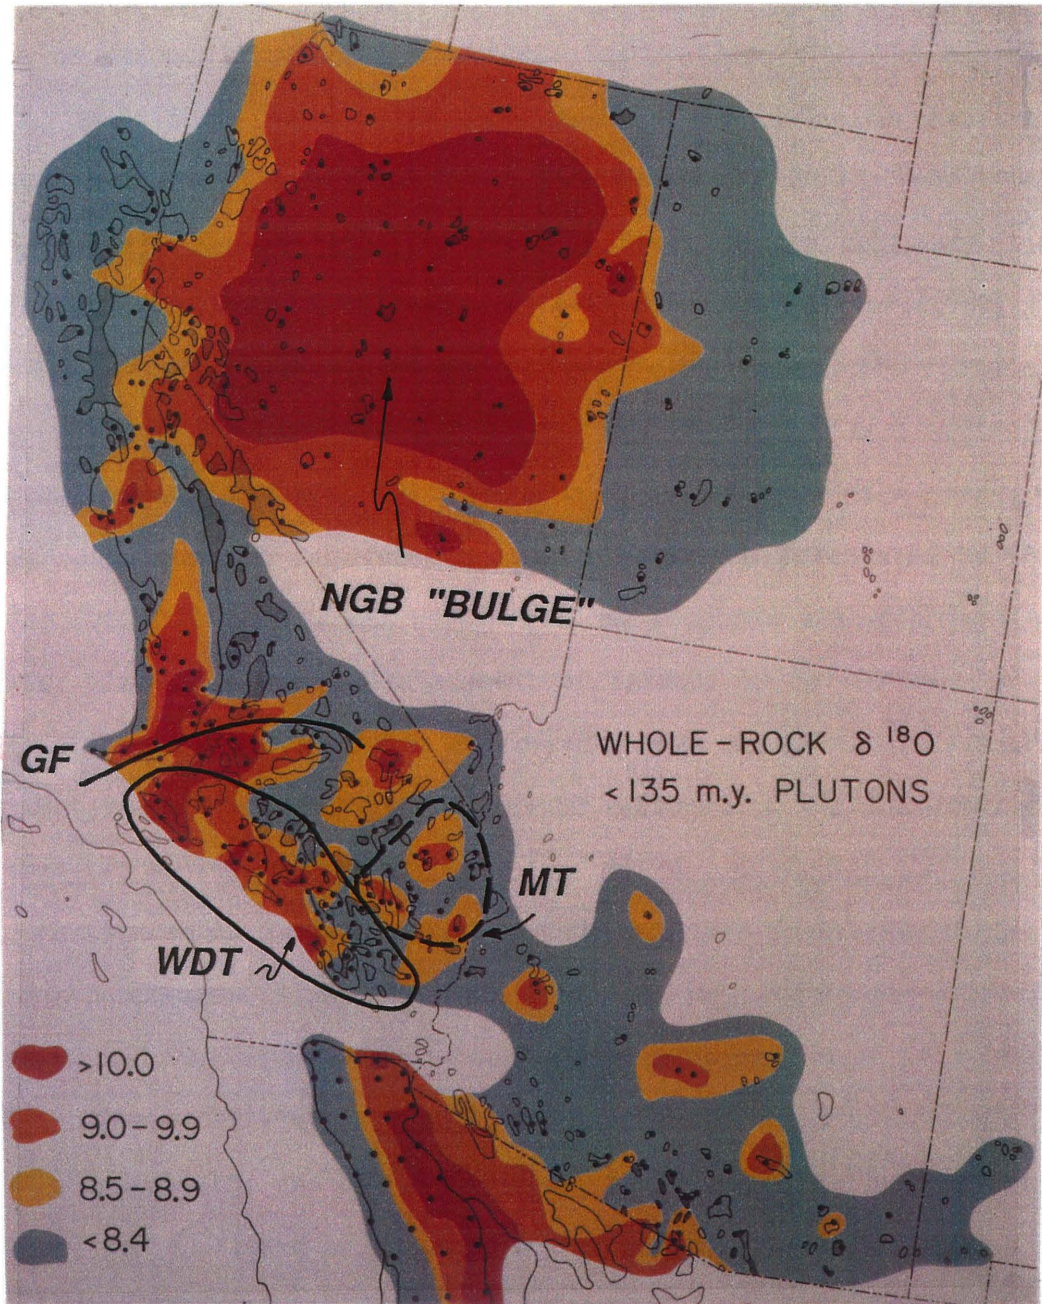 NGB "BULGE"
WHOLE-ROCK δ 18O
<135 m.y. PLUTONS
GF
MT
WDT
>10.0
9.0-9.9
8.5-8.9
<8.4